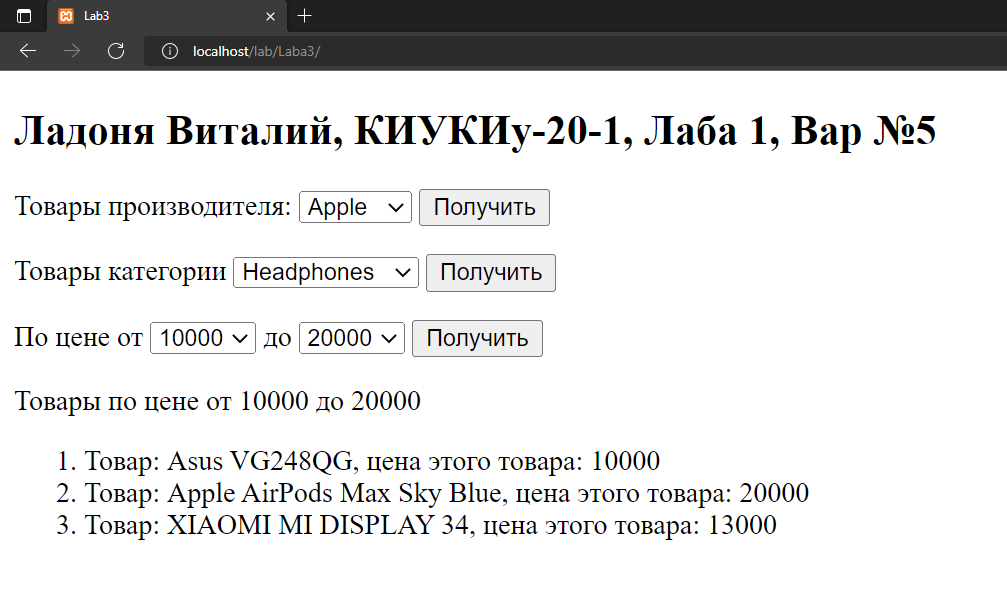 Lab3
localhost/lab/Laba3/
Ладоня Виталий, КИУКИу-20-1, Лаба 1, Вар №5
Товары производителя: Apple Получить
Товары категории Headphones Получить
По цене от 10000 до 20000 Получить
Товары по цене от 10000 до 20000
1. Товар: Asus VG248QG, цена этого товара: 10000
2. Товар: Apple AirPods Max Sky Blue, цена этого товара: 20000
3. Товар: XIAOMI MI DISPLAY 34, цена этого товара: 13000